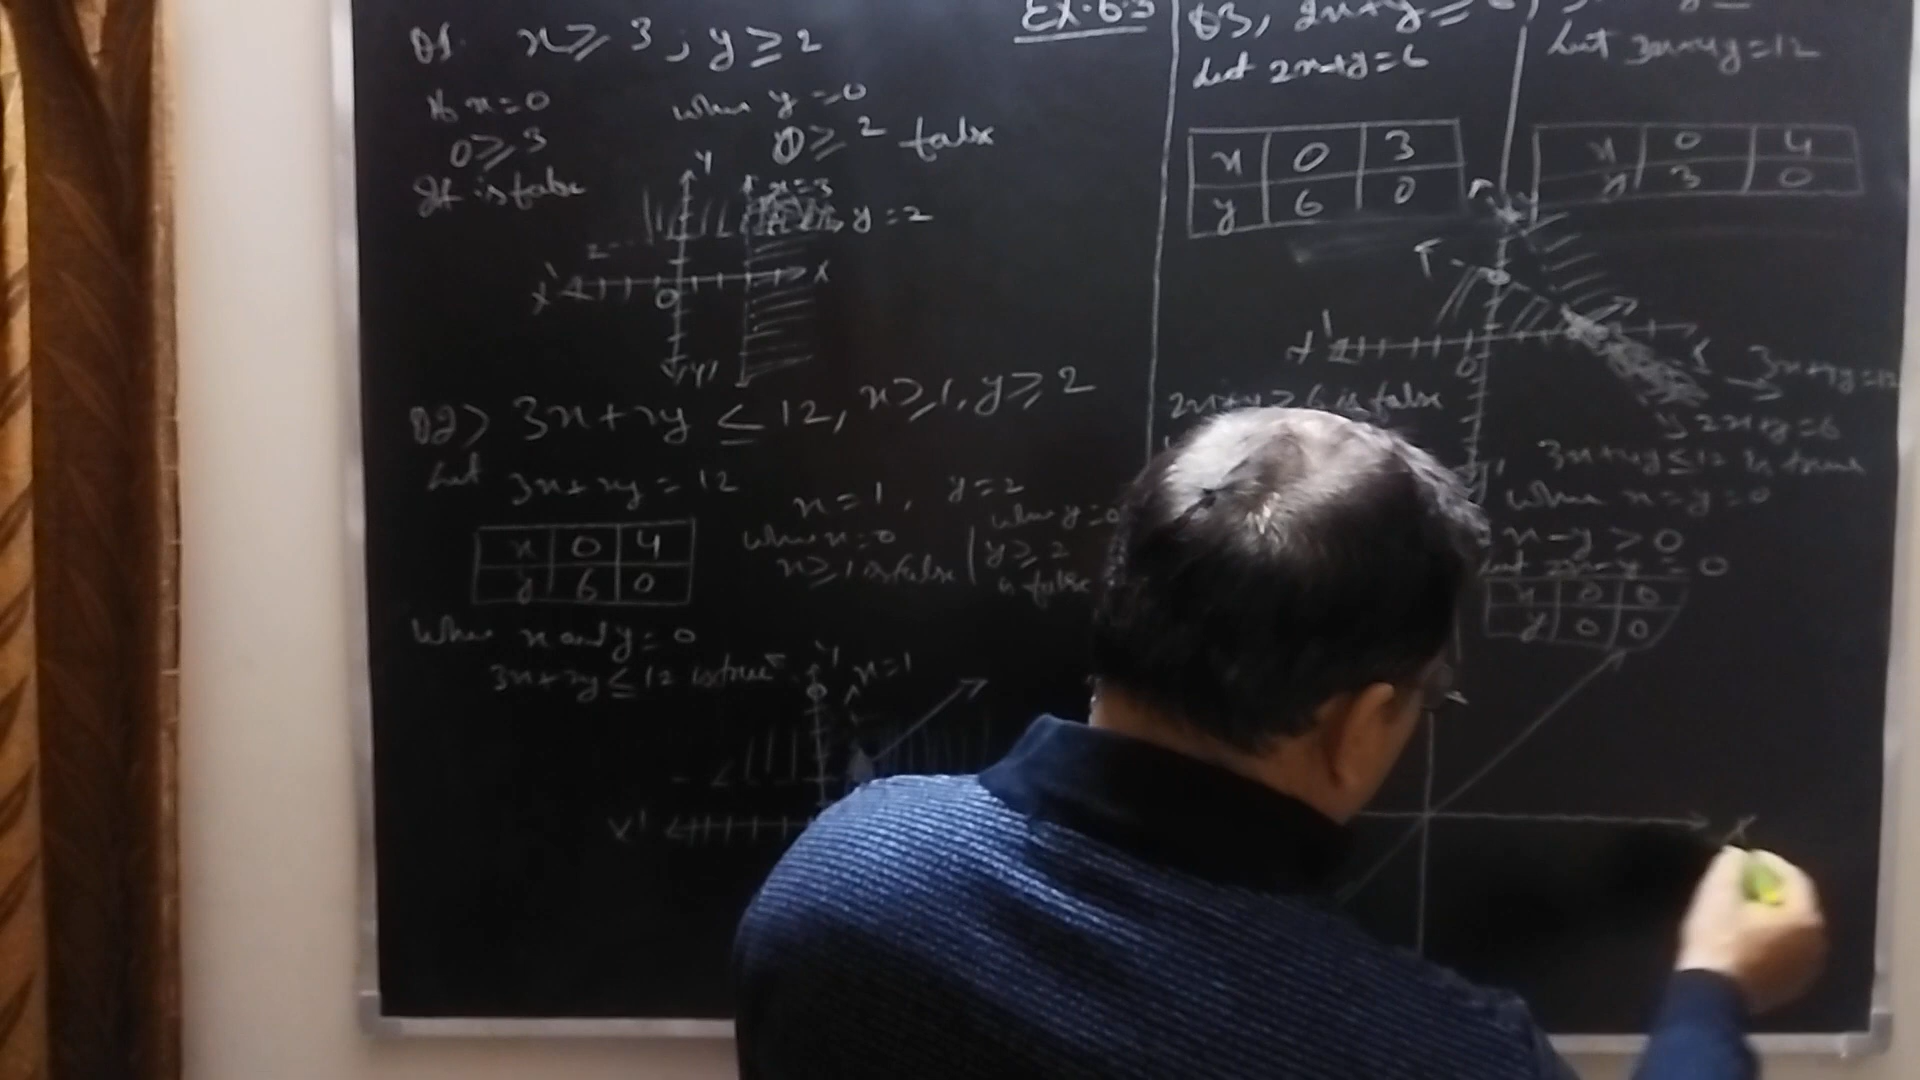 Ex. 6.3
Q1. x ≥ 3, y ≥ 2
If x = 0
0 ≥ 3
It is false
when y = 0
0 ≥ 2 false
Y
x = 3
y = 2
2
X' O X
Y'
Q2> 3x + 2y ≤ 12, x ≥ 1, y ≥ 2
Let 3x + 2y = 12
x 0 4
y 6 0
x = 1, y = 2
when x = 0
x ≥ 1 is false
when y = 0
y ≥ 2
is false
When x and y = 0
3x + 2y ≤ 12 is true
Y x = 1
X'
Q3, 2x + y ≥
Let 2x + y = 6
x 0 3
y 6 0
Let 3x + 4y = 12
x 0 4
y 3 0
X' O X
3x + 4y = 12
2x + y = 6
is false
3x + 4y ≤ 12 is true
when x = y = 0
x - y > 0
x 0 0
y 0 0
X